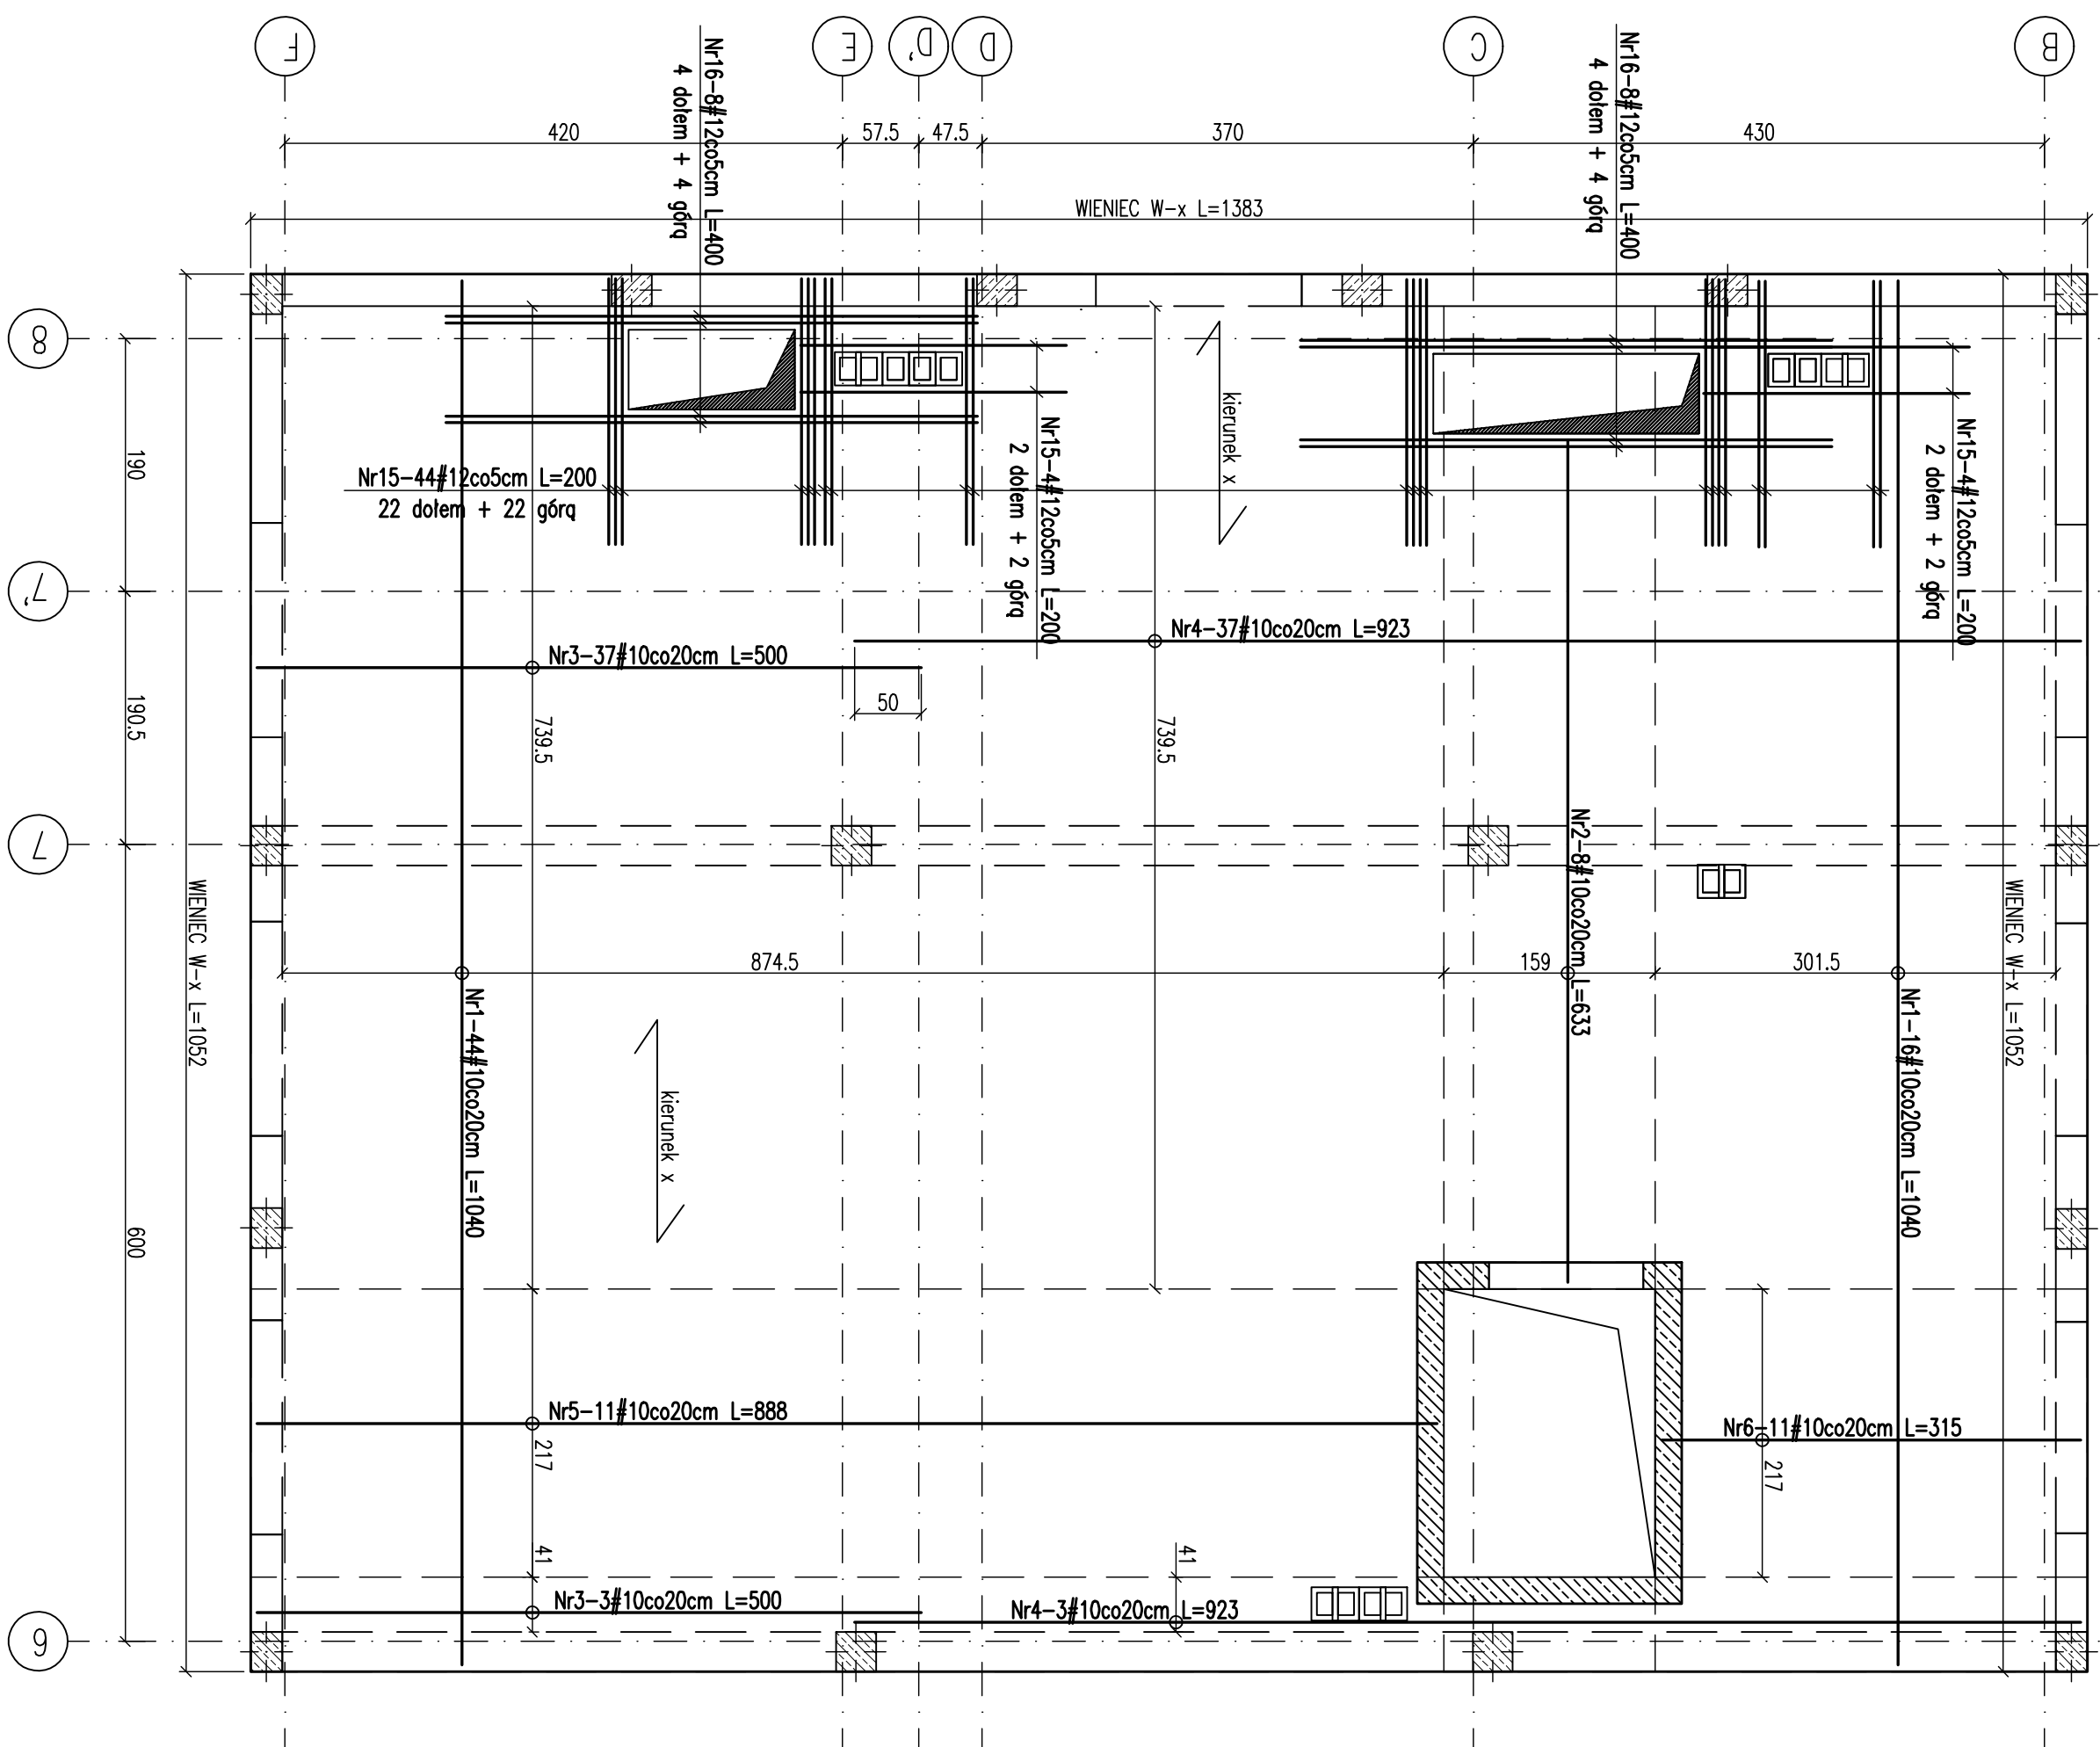 F
E
D'
D
C
B
420
57.5
47.5
370
430
WIENIEC W-x L=1383
Nr16-8#12co5cm L=400
4 dołem + 4 górą
Nr16-8#12co5cm L=400
4 dołem + 4 górą
8
7'
7
6
190
190.5
600
WIENIEC W-x L=1052
WIENIEC W-x L=1052
kierunek x
Nr15-44#12co5cm L=200
22 dołem + 22 górą
Nr15-4#12co5cm L=200
2 dołem + 2 górą
Nr15-4#12co5cm L=200
2 dołem + 2 górą
Nr4-37#10co20cm L=923
Nr3-37#10co20cm L=500
50
739.5
739.5
Nr2-8#10co20cm L=633
874.5
159
301.5
Nr1-44#10co20cm L=1040
Nr1-16#10co20cm L=1040
kierunek x
Nr5-11#10co20cm L=888
Nr6-11#10co20cm L=315
217
217
41
41
Nr3-3#10co20cm L=500
Nr4-3#10co20cm L=923